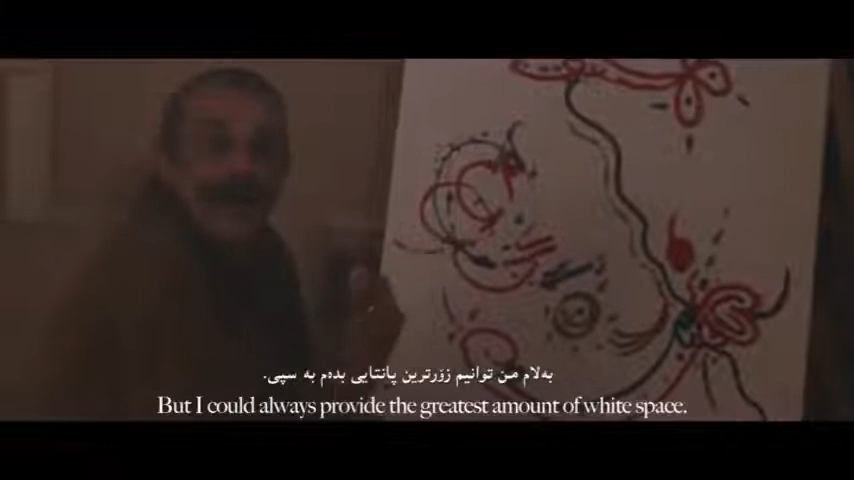 بەلام من توانیم زۆرترین پانتایی بدەم بە سپی.
But I could always provide the greatest amount of white space.